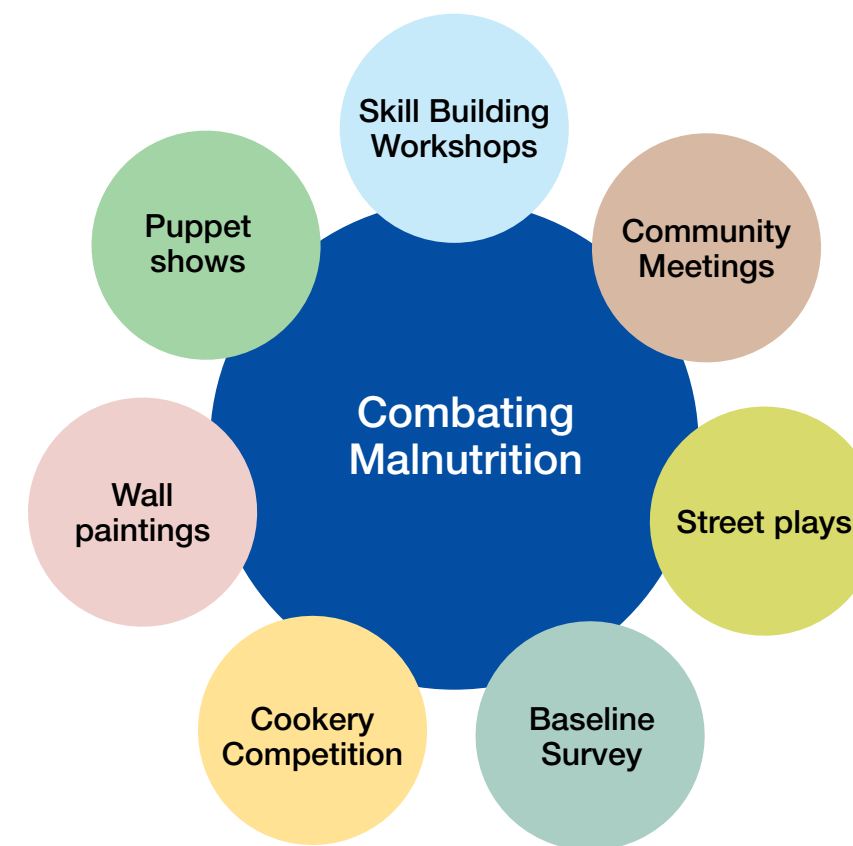 Skill Building
Workshops
Community
Meetings
Street plays
Baseline
Survey
Cookery
Competition
Wall
paintings
Puppet
shows
Combating
Malnutrition